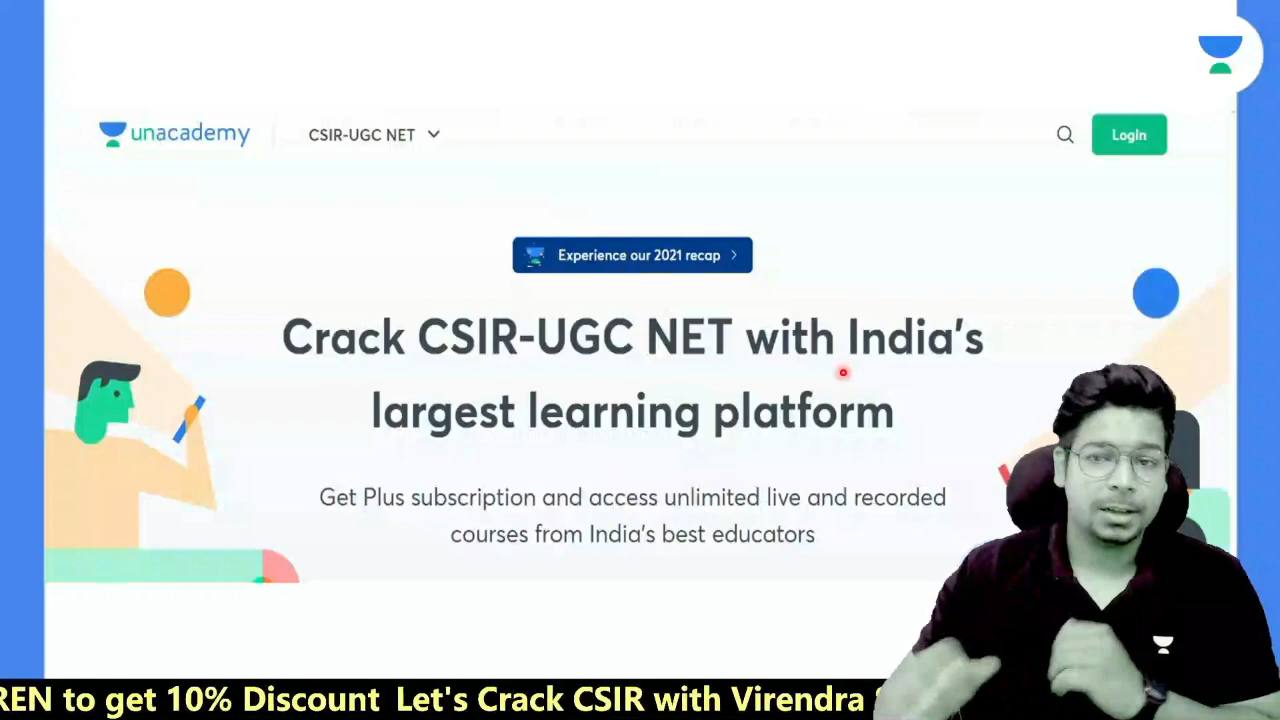 unacademy
CSIR-UGC NET
LogIn
Experience our 2021 recap
Crack CSIR-UGC NET with India's
largest learning platform
Get Plus subscription and access unlimited live and recorded
courses from India's best educators
REN to get 10% Discount Let's Crack CSIR with Virendra